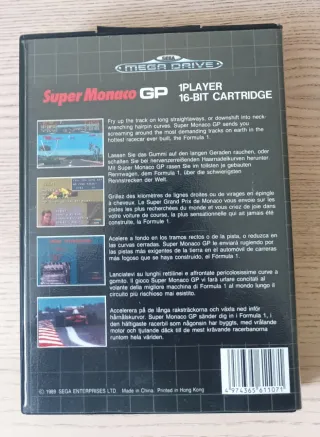 SEGA
MEGA DRIVE
Super Monaco GP
1PLAYER
16-BIT CARTRIDGE
Fry up the track on long straightaways, or downshift into neck-
wrenching hairpin curves. Super Monaco GP sends you
screaming around the most demanding tracks on earth in the
hottest racecar ever built, the Formula 1.
Lassen Sie das Gummi auf den langen Geraden rauchen, oder
schalten Sie bei nervenzerreißenden Haarnadelkurven herunter.
Mit Super Monaco GP rasen Sie im tollsten je gebauten
Rennwagen, dem Formula 1, über die schwierigsten
Rennstrecken der Welt.
Grillez des kilomètres de lignes droites ou de virages en épingle
à cheveux. Le Super Grand Prix de Monaco vous envoie sur les
pistes les plus recherchées du monde et vous criez de joie dans
votre voiture de course, la plus sensationnelle qui ait jamais été
construite, la Formule 1.
Acelere a fondo en los tramos rectos o de la pista, o reduzca en
las curvas cerradas. Super Monaco GP le enviará rugiendo por
las pistas más exigentes de la tierra en el automóvil de carreras
más fogoso que se haya construído, el Fórmula 1.
Lanciatevi su lunghi rettilinei e affrontate pericolosissime curve a
gomito. Il gioco Super Monaco GP vi farà urlare condiati al
volante della migliore macchina di Formula 1 al mondo lungo il
circuito più rischioso mai esistito.
Accelerera på de långa raksträckorna och växla ned inför
hårnålskurvor. Super Monaco GP sänder dig in i Formula 1, i
den häftigaste racerbil som någonsin har byggts, med vrålande
motor och tjutande däck till de mest krävande racerbanorna
runtom hela världen.
© 1989 SEGA ENTERPRISES LTD. Made in China. Printed in Hong Kong
4974365611071